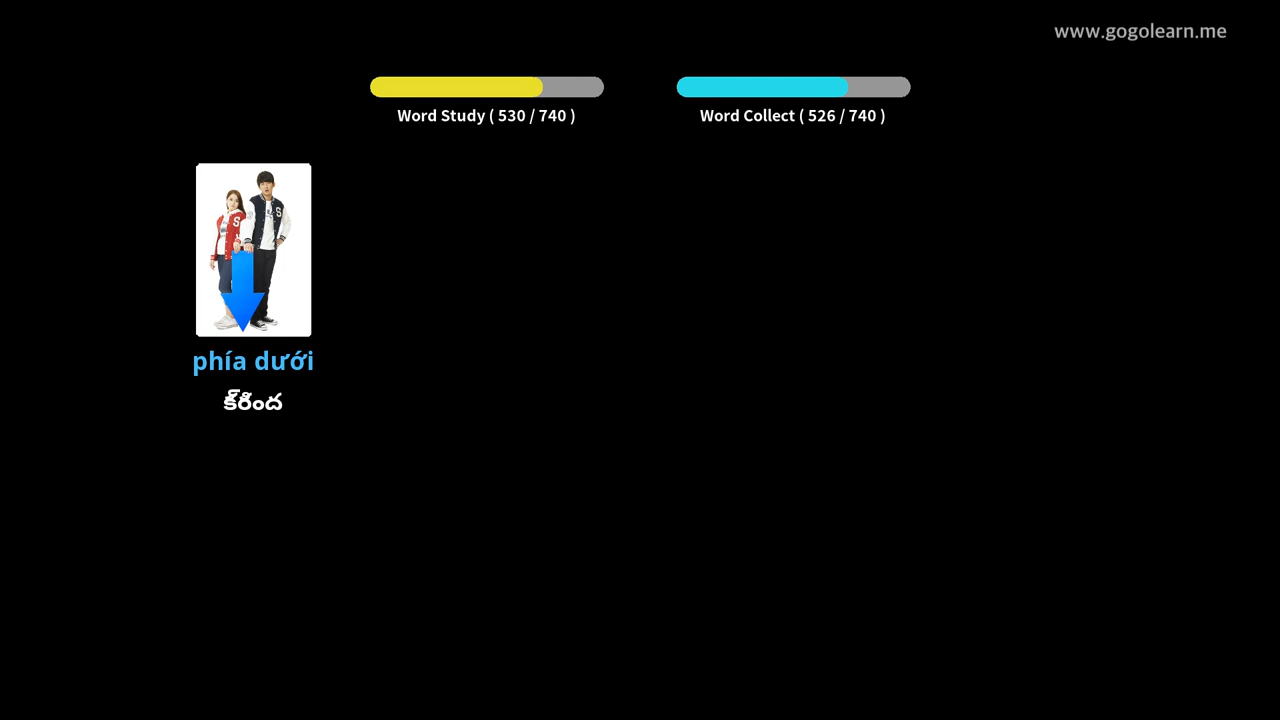 www.gogolearn.me
Word Study ( 530 / 740 )
Word Collect ( 526 / 740 )
S
S
phía dưới
క్రింద